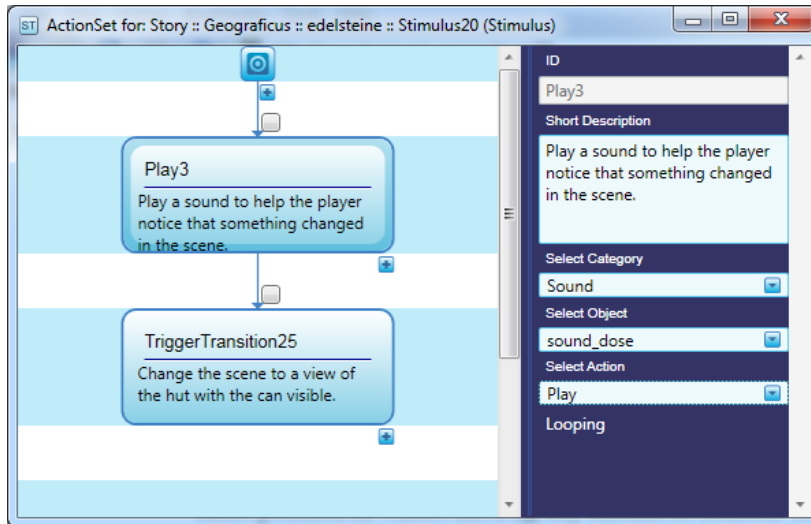 ST ActionSet for: Story :: Geograficus :: edelsteine :: Stimulus20 (Stimulus)
Play3
Play a sound to help the player
notice that something changed
in the scene.
TriggerTransition25
Change the scene to a view of
the hut with the can visible.
ID
Play3
Short Description
Play a sound to help the player
notice that something changed
in the scene.
Select Category
Sound
Select Object
sound_dose
Select Action
Play
Looping